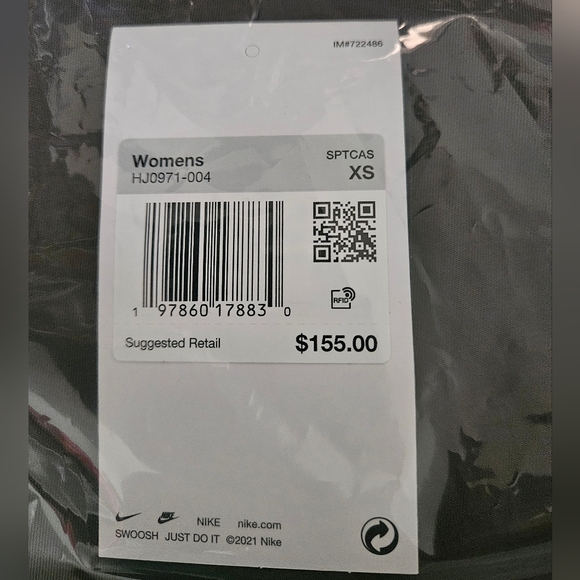 IM#722486
Womens SPTCAS
HJ0971-004 XS
1 97860 17883 0
RFID
Suggested Retail $155.00
NIKE nike.com
SWOOSH JUST DO IT ©2021 Nike